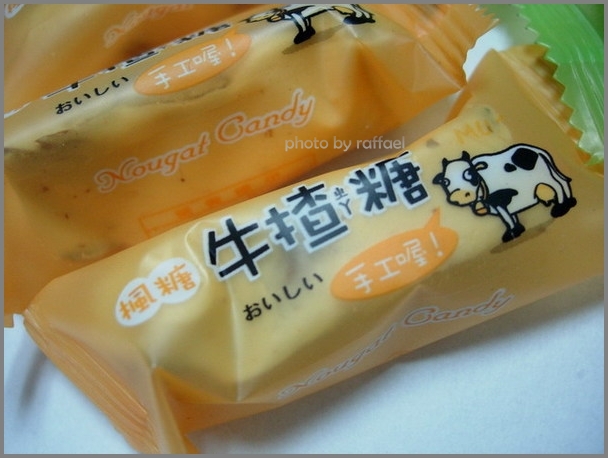 牛
おいしい
手工喔！
Nougat Candy
photo by raffael
楓糖
牛揸糖
おいしい
手工喔！
Nougat Candy